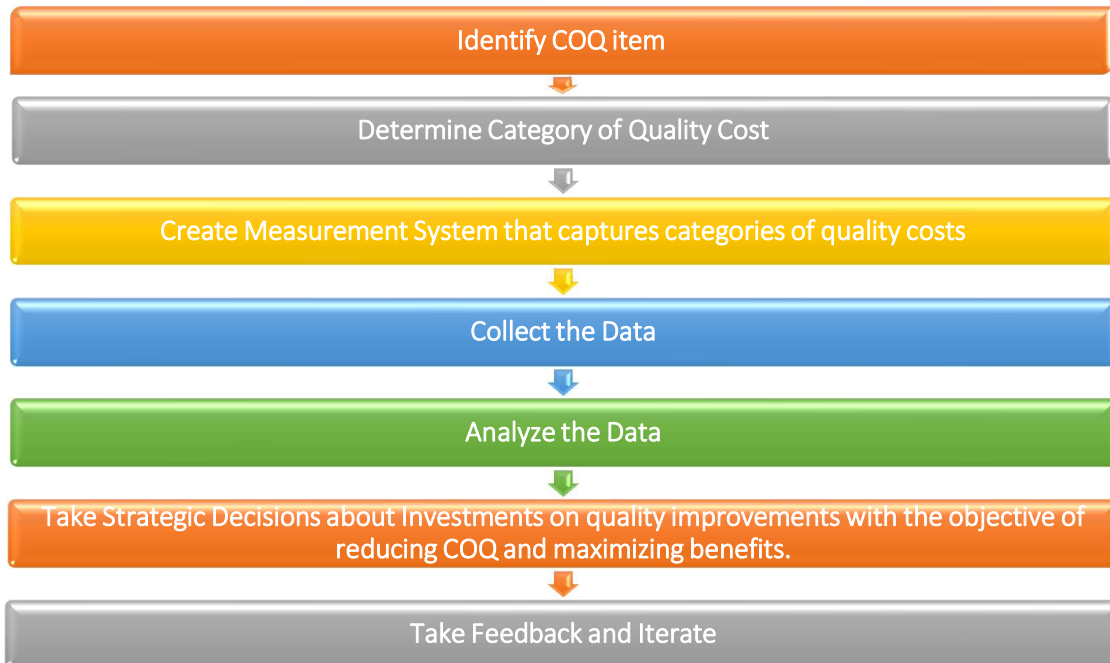 Identify COQ item
Determine Category of Quality Cost
Create Measurement System that captures categories of quality costs
Collect the Data
Analyze the Data
Take Strategic Decisions about Investments on quality improvements with the objective of
reducing COQ and maximizing benefits.
Take Feedback and Iterate